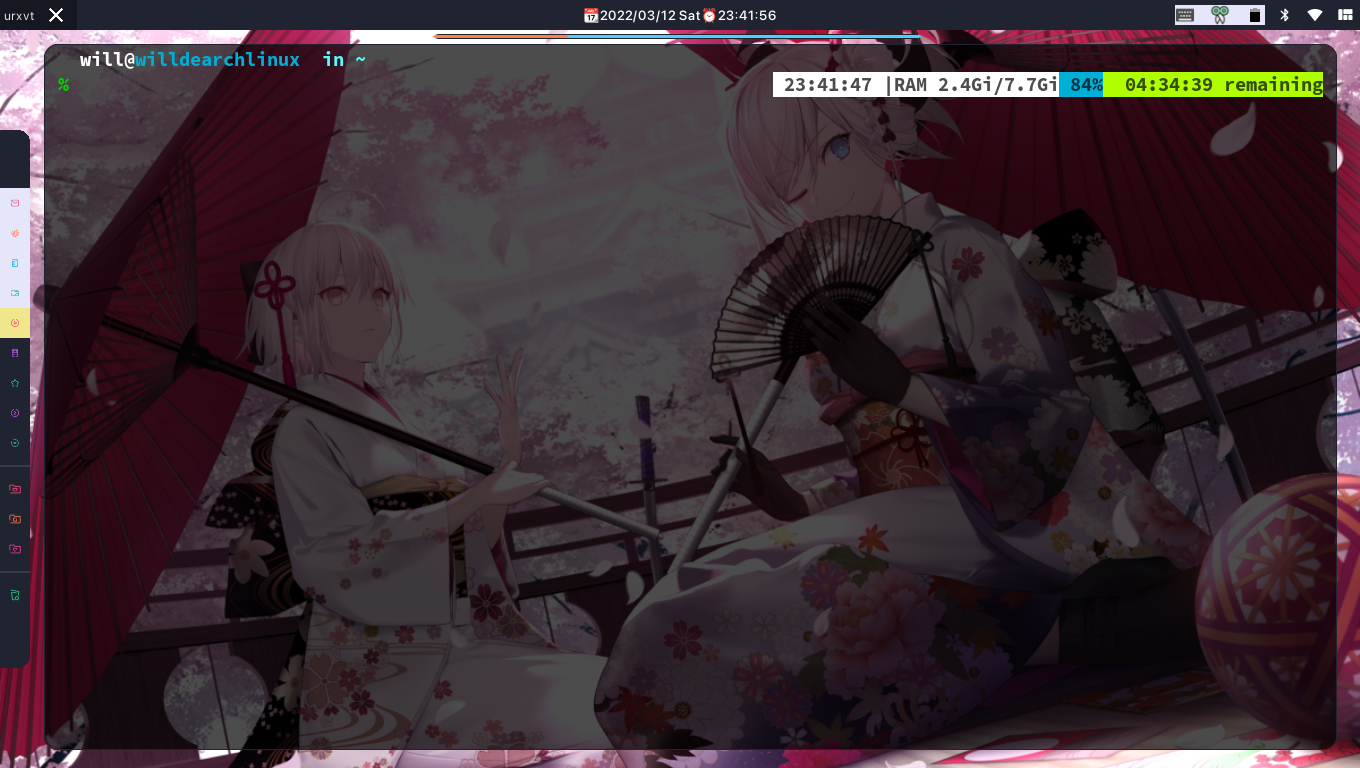 urxvt
📅2022/03/12 Sat⏰23:41:56
will@willdearchlinux in ~
% 23:41:47 |RAM 2.4Gi/7.7Gi 84% 04:34:39 remaining